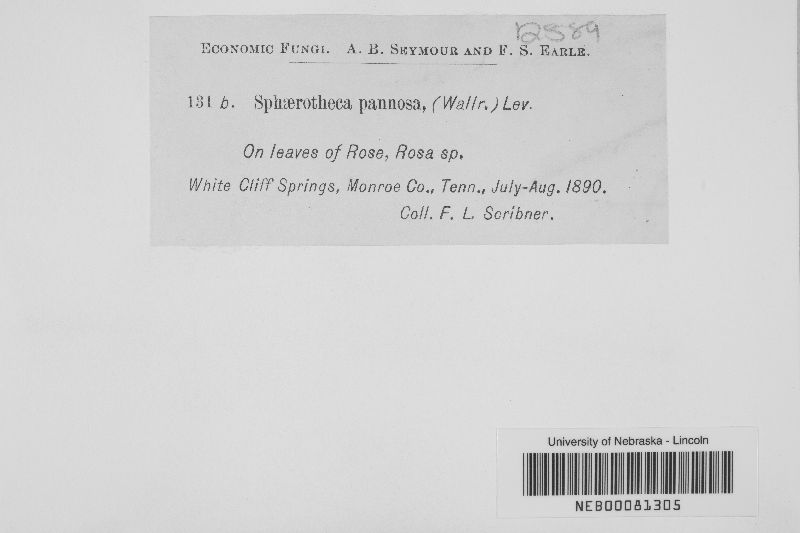 12589
Economic Fungi. A. B. Seymour and F. S. Earle.
131 b. Sphærotheca pannosa, (Wallr.) Lev.
On leaves of Rose, Rosa sp.
White Cliff Springs, Monroe Co., Tenn., July-Aug. 1890.
Coll. F. L. Scribner.
University of Nebraska - Lincoln
NEB00081305